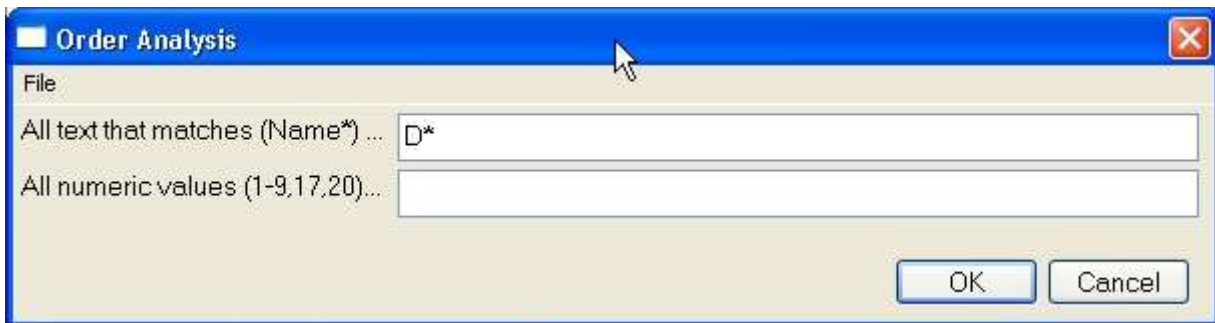 Order Analysis
File
All text that matches (Name*) ... D*
All numeric values (1-9,17,20)...
OK Cancel